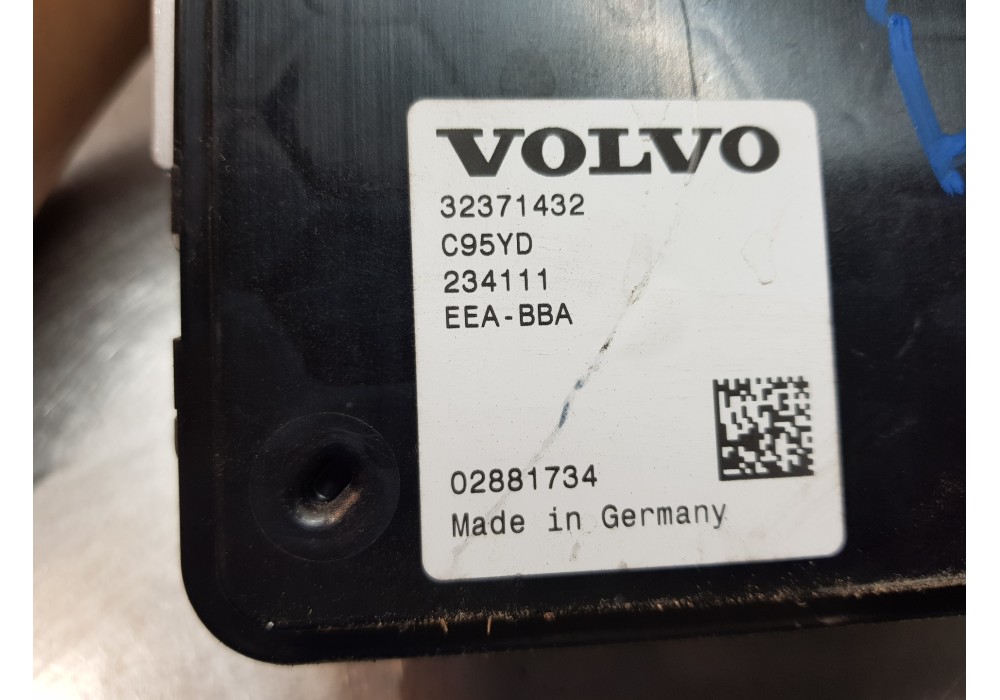 VOLVO
32371432
C95YD
234111
EEA-BBA
02881734
Made in Germany